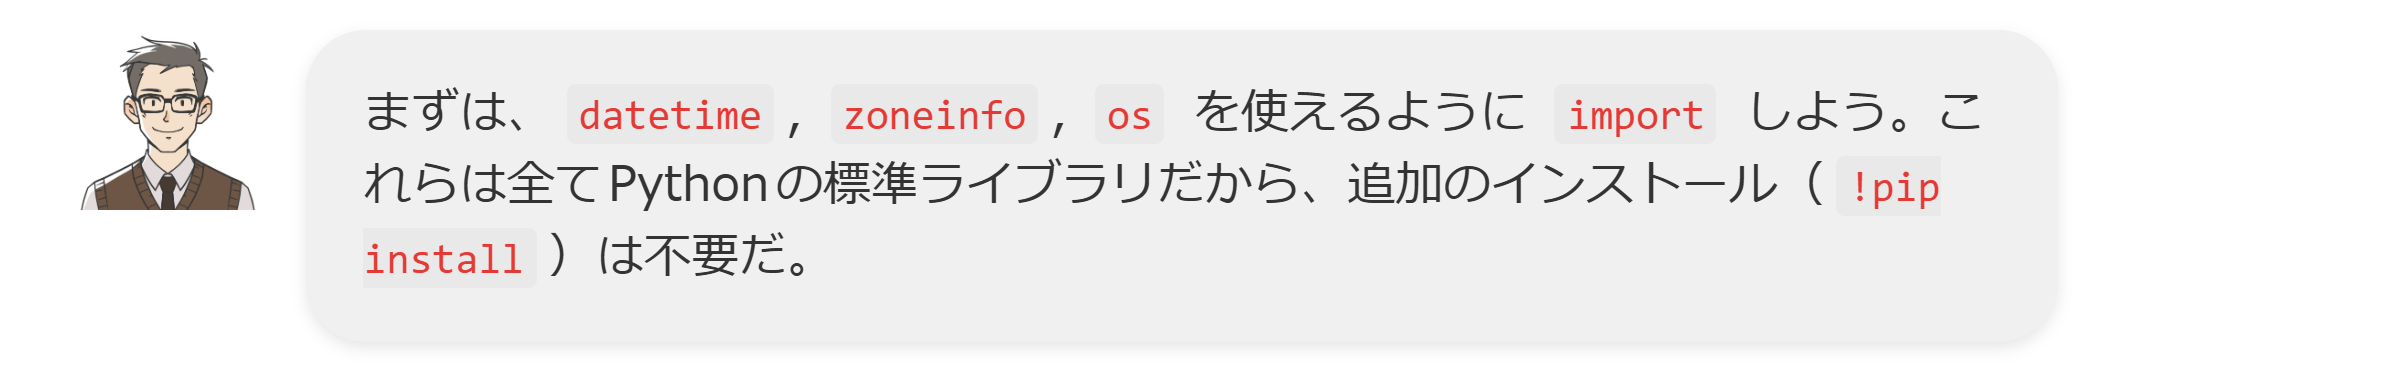 まずは、 datetime , zoneinfo , os を使えるように import しよう。こ
れらは全てPythonの標準ライブラリだから、追加のインストール（ !pip
install ）は不要だ。